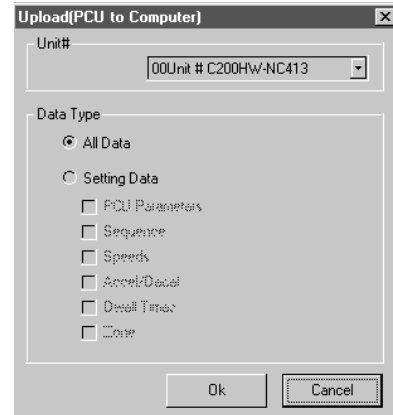 Upload(PCU to Computer)
Unit#
00Unit # C200HW-NC413
Data Type
All Data
Setting Data
PCU Parameters
Sequence
Speeds
Accel/Decel
Dwell Times
Zone
Ok
Cancel